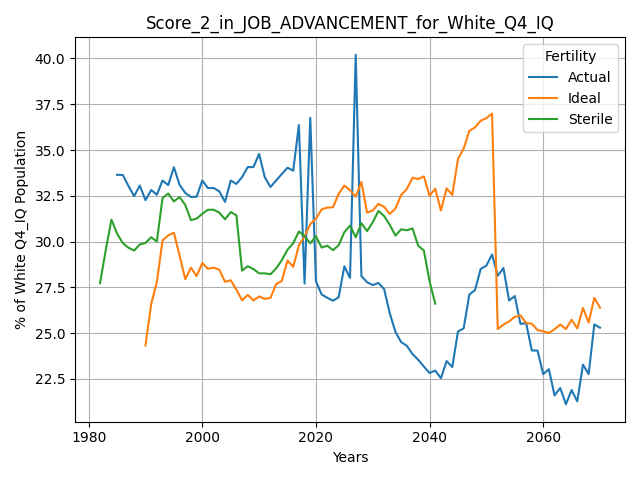 Score_2_in_JOB_ADVANCEMENT_for_White_Q4_IQ
% of White Q4_IQ Population
40.0
37.5
35.0
32.5
30.0
27.5
25.0
22.5
Fertility
Actual
Ideal
Sterile
1980 2000 2020 2040 2060
Years